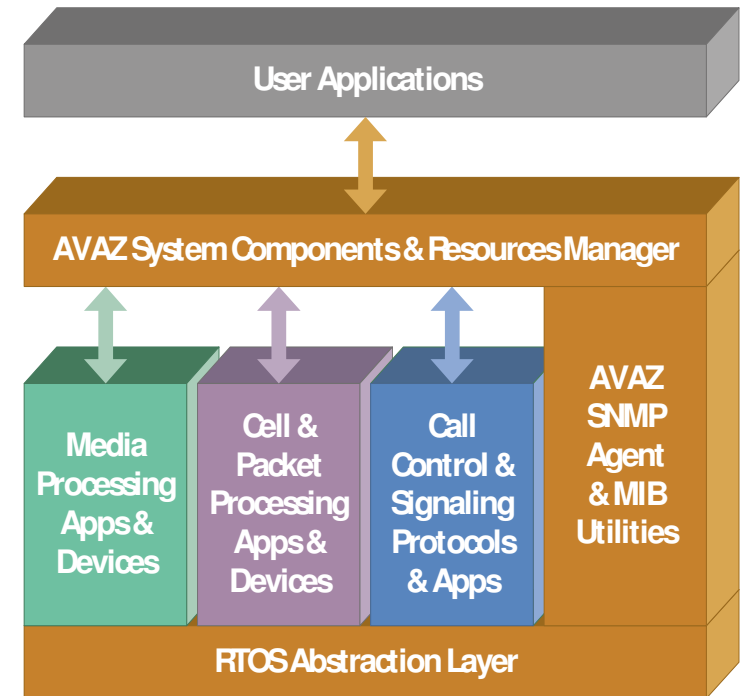 User Applications
AVAZ System Components & Resources Manager
Media
Processing
Apps &
Devices
Cell &
Packet
Processing
Apps &
Devices
Call
Control &
Signaling
Protocols
& Apps
AVAZ
SNMP
Agent
& MIB
Utilities
RTOS Abstraction Layer